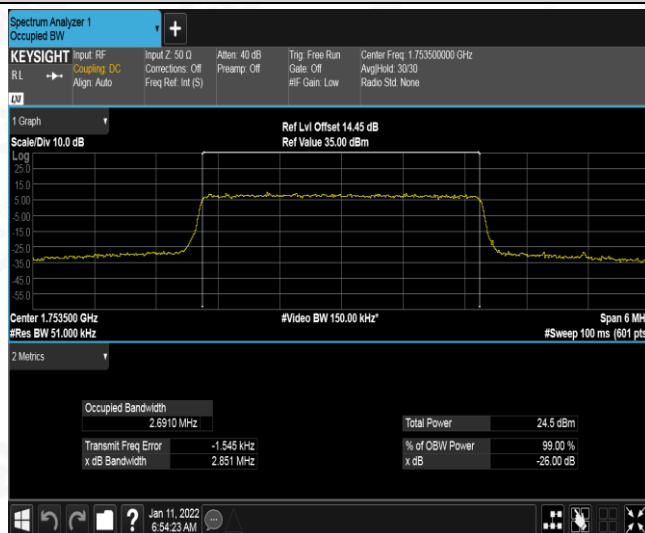 Spectrum Analyzer 1
Occupied BW
+
KEYSIGHT
RL
LXI
Input: RF
Coupling: DC
Align: Auto
Input Z: 50 Ω
Corrections: Off
Freq Ref: Int (S)
Atten: 40 dB
Preamp: Off
Trig: Free Run
Gate: Off
#IF Gain: Low
Center Freq: 1.753500000 GHz
Avg|Hold: 30/30
Radio Std: None
1 Graph
Scale/Div 10.0 dB
Ref Lvl Offset 14.45 dB
Ref Value 35.00 dBm
Log
25.0
15.0
5.00
-5.00
-15.0
-25.0
-35.0
-45.0
-55.0
Center 1.753500 GHz
#Video BW 150.00 kHz*
Span 6 MH
#Res BW 51.000 kHz
#Sweep 100 ms (601 pts
2 Metrics
Occupied Bandwidth
2.6910 MHz
Total Power 24.5 dBm
Transmit Freq Error -1.545 kHz
% of OBW Power 99.00 %
x dB Bandwidth 2.851 MHz
x dB -26.00 dB
?
Jan 11, 2022
6:54:23 AM